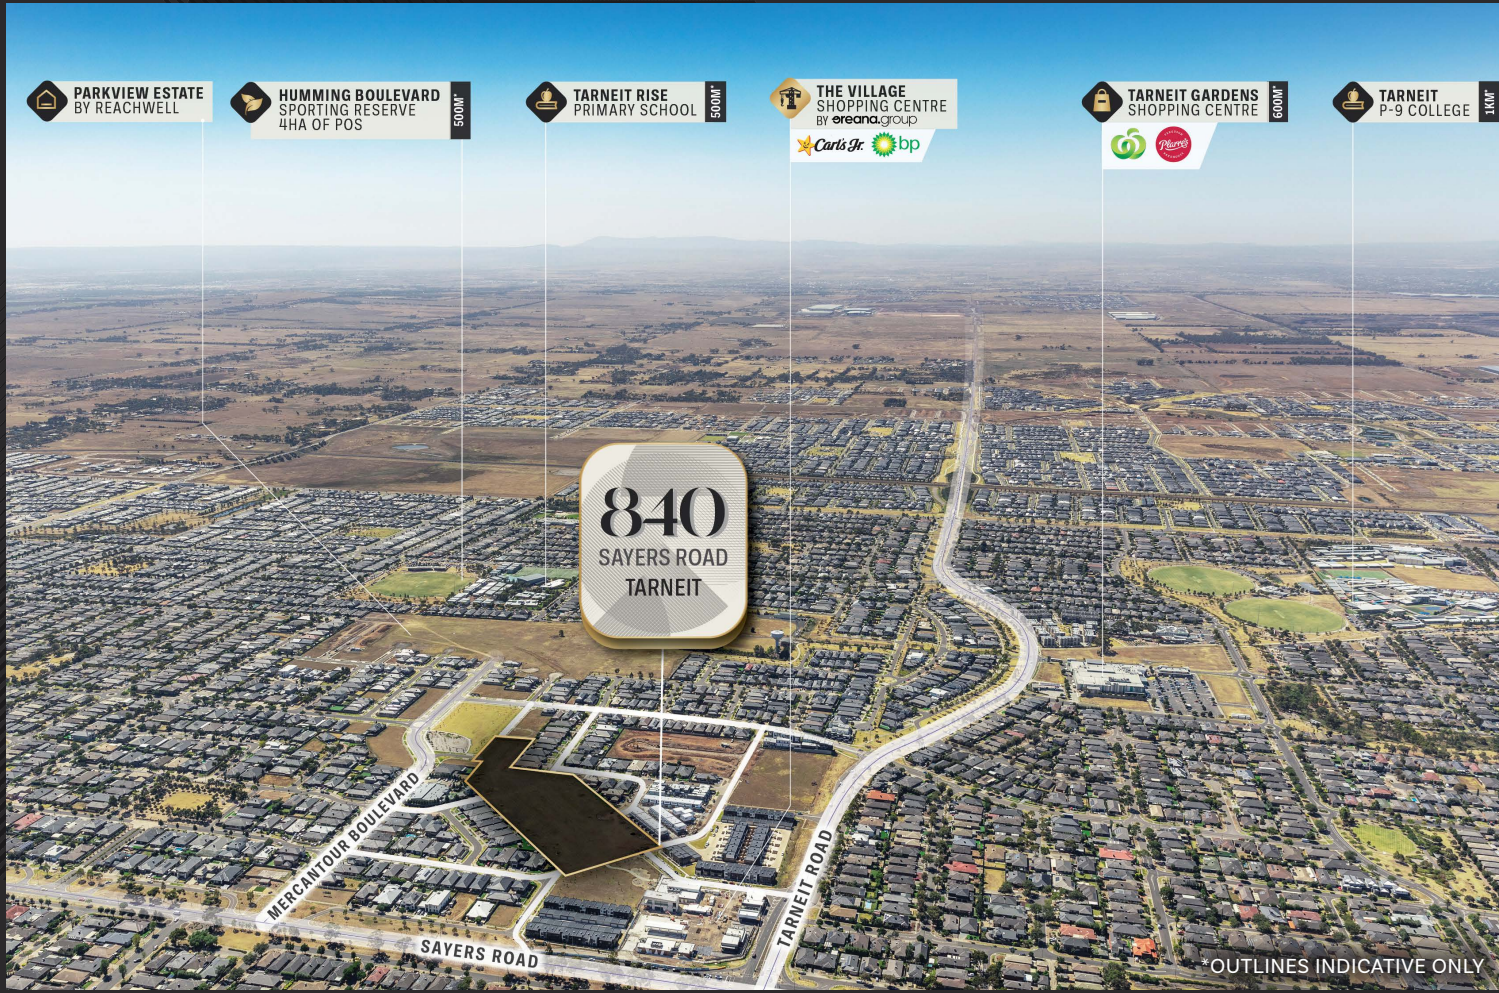 PARKVIEW ESTATE
BY REACHWELL
HUMMING BOULEVARD
SPORTING RESERVE
4HA OF POS
500M*
TARNEIT RISE
PRIMARY SCHOOL
500M*
THE VILLAGE
SHOPPING CENTRE
BY oreana.group
Carl's Jr.
bp
TARNEIT GARDENS
SHOPPING CENTRE
600M*
Plarre's
TARNEIT
P-9 COLLEGE
1KM*
840
SAYERS ROAD
TARNEIT
MERCANTOUR BOULEVARD
SAYERS ROAD
TARNEIT ROAD
*OUTLINES INDICATIVE ONLY